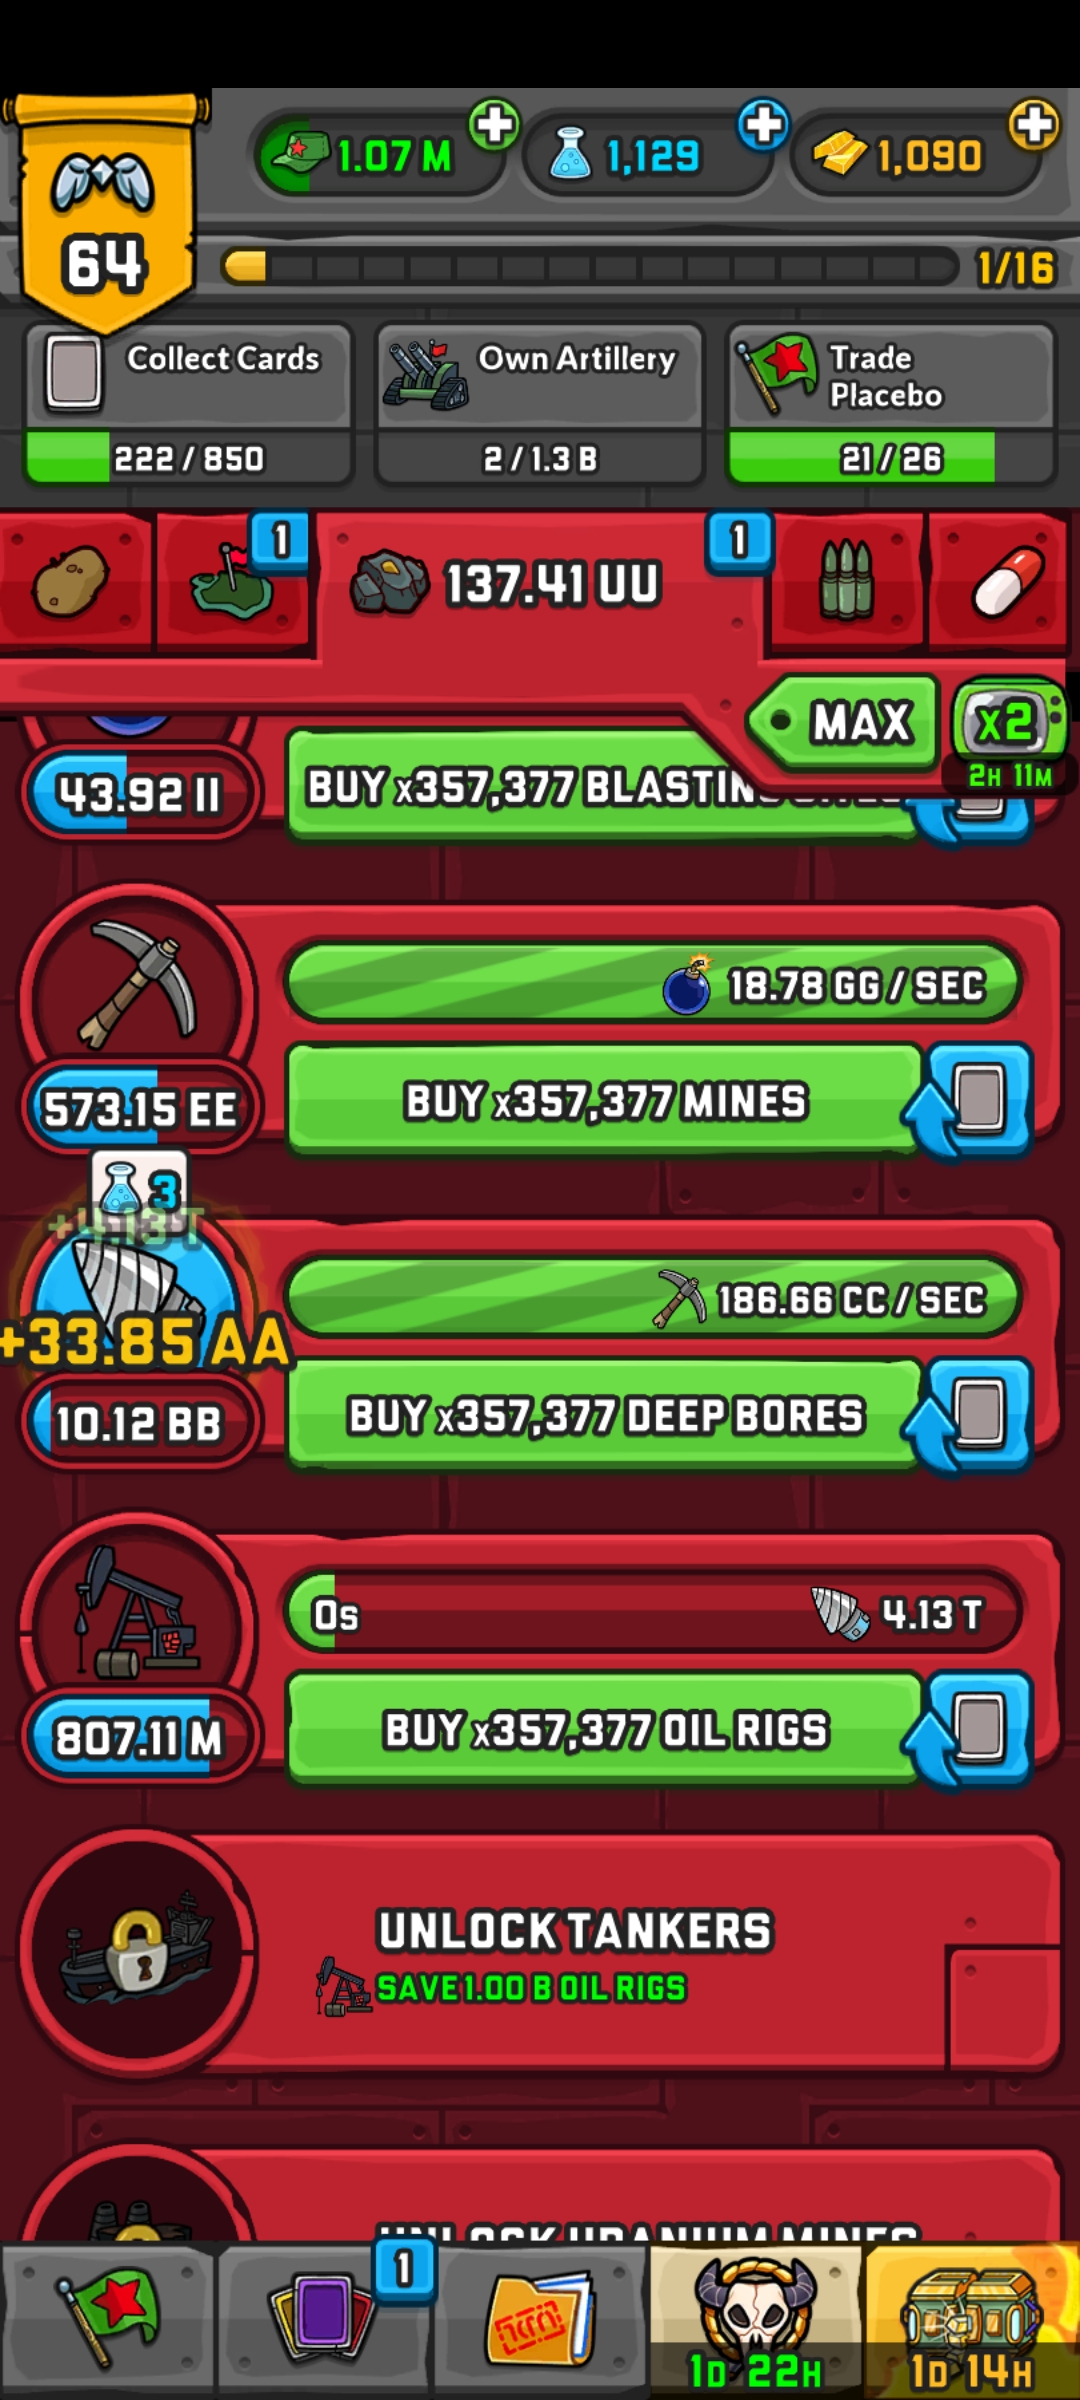 1.07 M
1,129
1,090
64
1/16
Collect Cards
222 / 850
Own Artillery
2 / 1.3 B
Trade
Placebo
21 / 26
1
137.41 UU
1
MAX
x2
2H 11M
43.92 II
BUY x357,377
18.78 GG / SEC
573.15 EE
BUY x357,377 MINES
3
+4.13 T
186.66 CC / SEC
+33.85 AA
10.12 BB
BUY x357,377 DEEP BORES
0s
4.13 T
807.11 M
BUY x357,377 OIL RIGS
UNLOCK TANKERS
SAVE 1.00 B OIL RIGS
UNLOCK URANIUM MINES
1
1D 22H
1D 14H